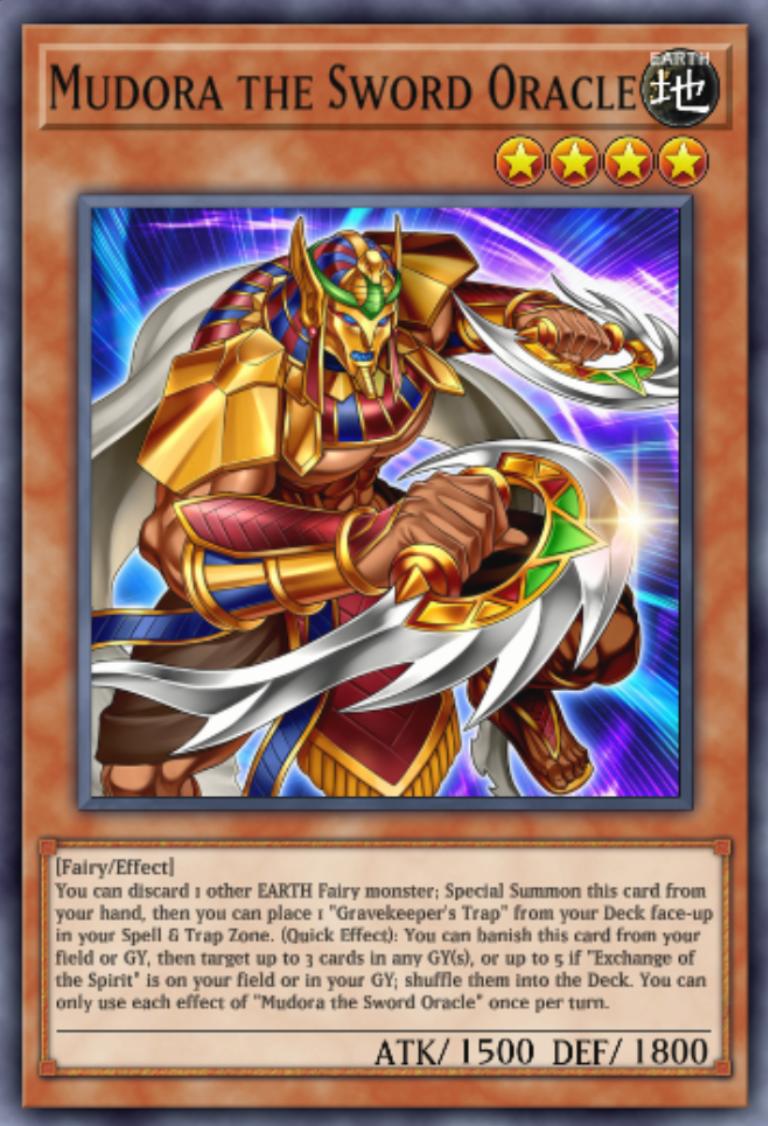 MUDORA THE SWORD ORACLE
EARTH
地
[Fairy/Effect]
You can discard 1 other EARTH Fairy monster; Special Summon this card from
your hand, then you can place 1 "Gravekeeper's Trap" from your Deck face-up
in your Spell & Trap Zone. (Quick Effect): You can banish this card from your
field or GY, then target up to 3 cards in any GY(s), or up to 5 if "Exchange of
the Spirit" is on your field or in your GY; shuffle them into the Deck. You can
only use each effect of "Mudora the Sword Oracle" once per turn.
ATK/ 1500 DEF/ 1800